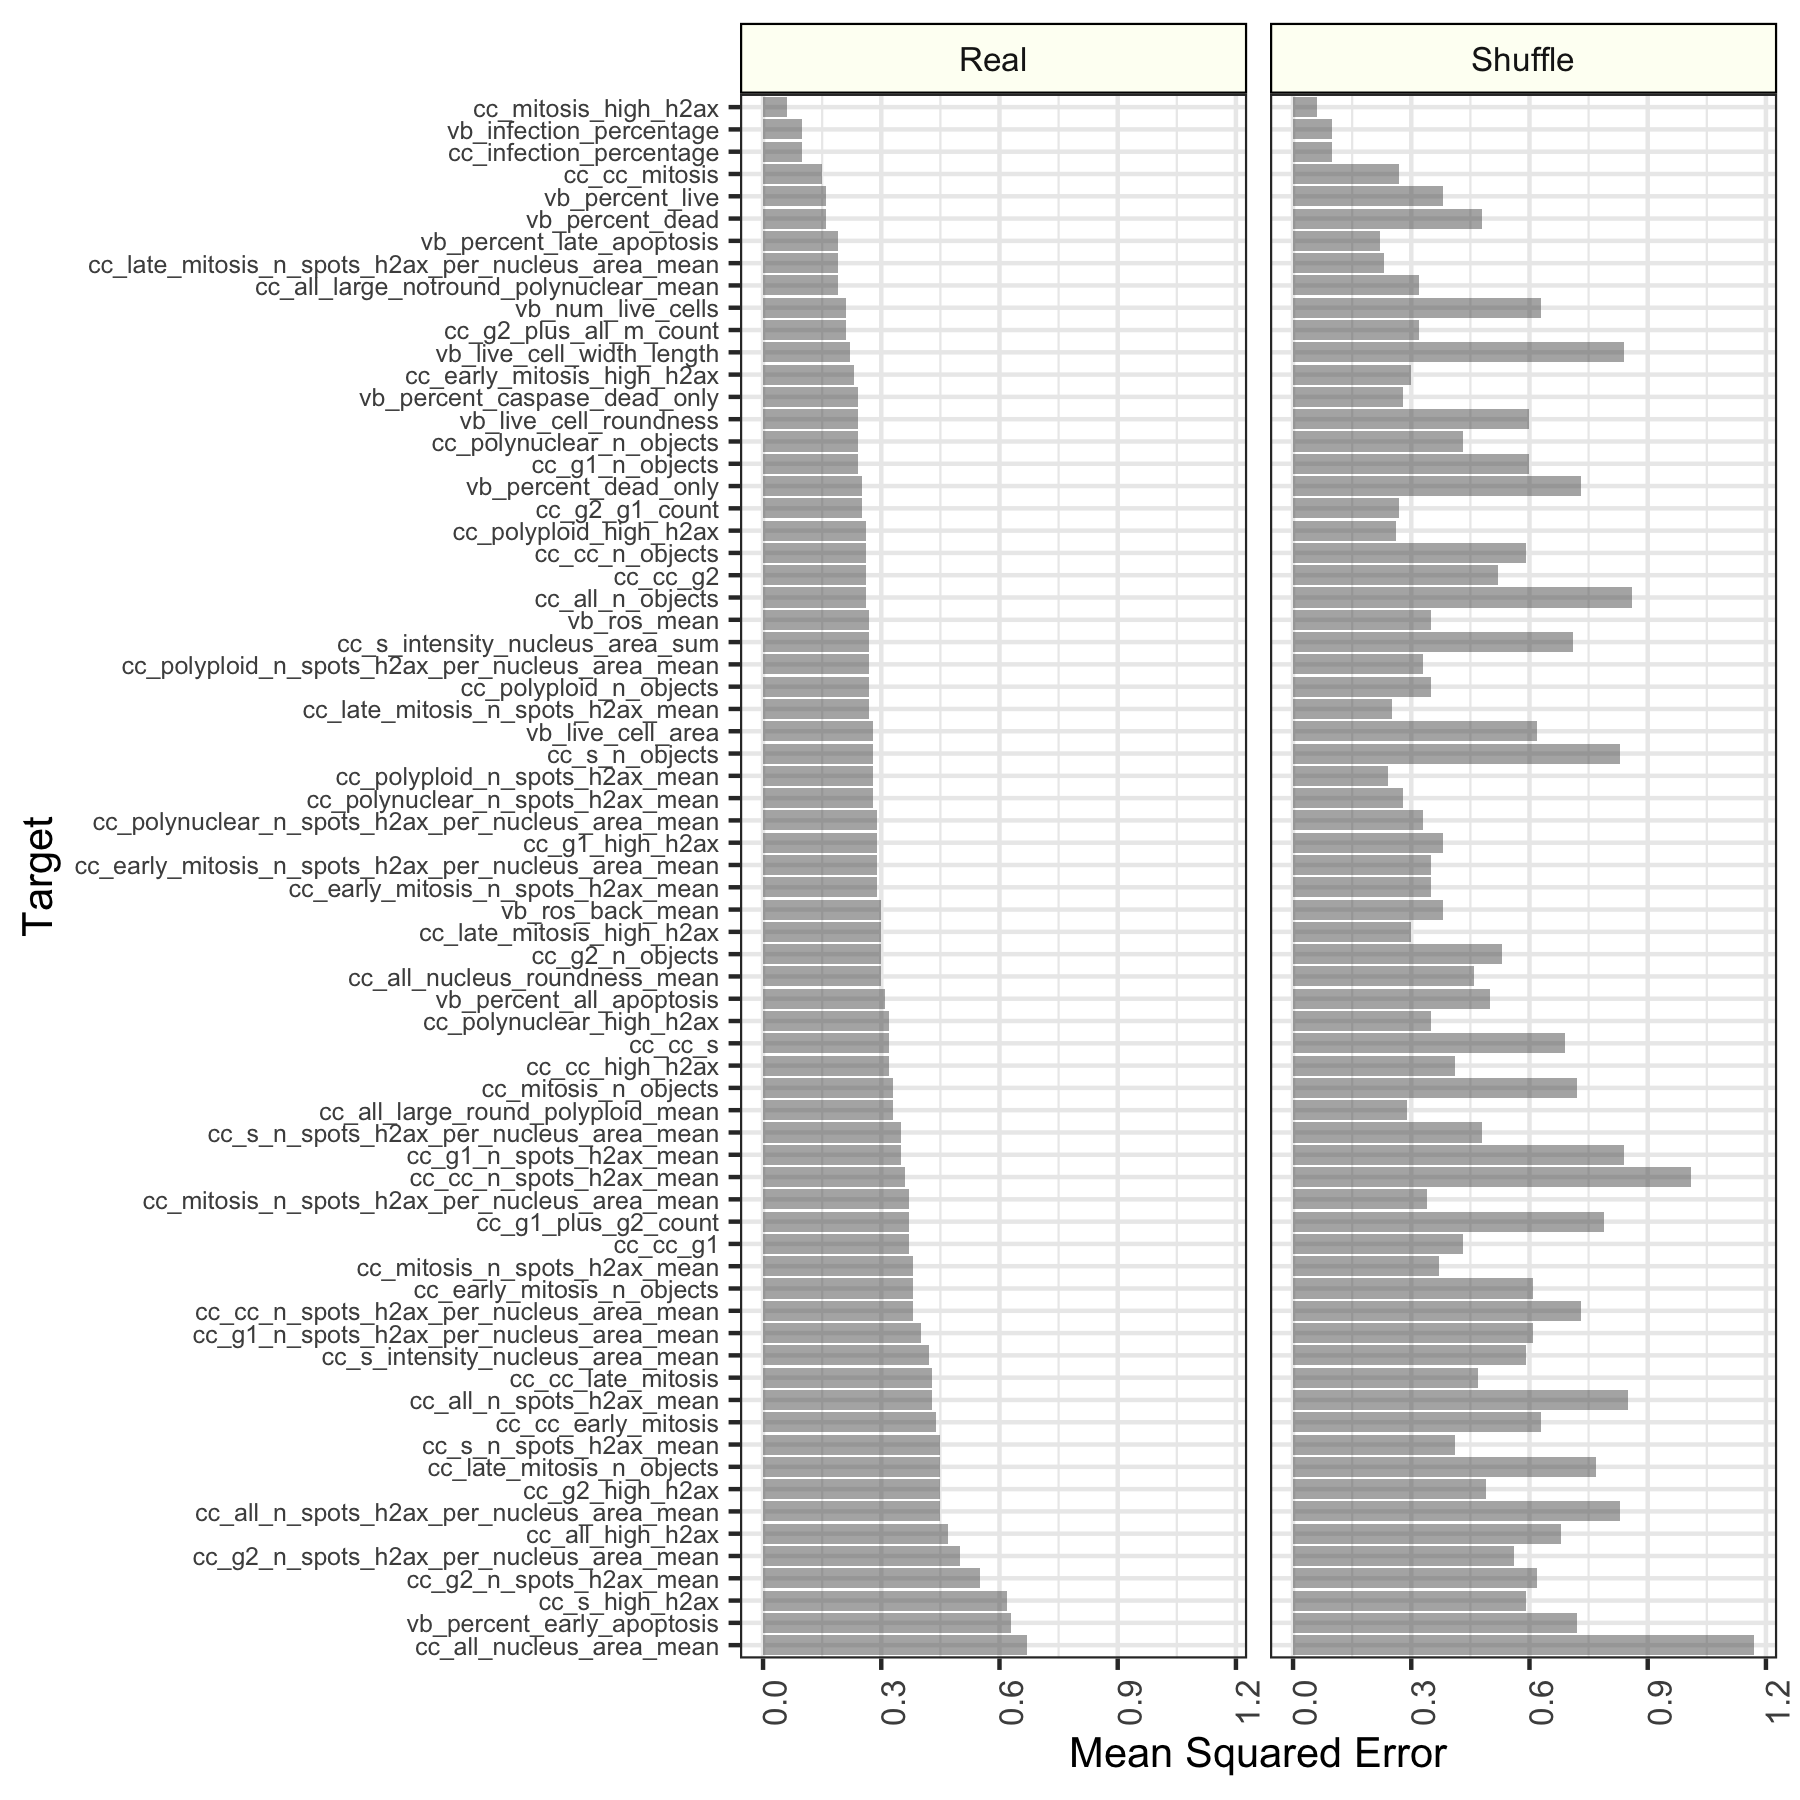 Real
Shuffle
cc_mitosis_high_h2ax
vb_infection_percentage
cc_infection_percentage
cc_cc_mitosis
vb_percent_live
vb_percent_dead
vb_percent_late_apoptosis
cc_late_mitosis_n_spots_h2ax_per_nucleus_area_mean
cc_all_large_notround_polynuclear_mean
vb_num_live_cells
cc_g2_plus_all_m_count
vb_live_cell_width_length
cc_early_mitosis_high_h2ax
vb_percent_caspase_dead_only
vb_live_cell_roundness
cc_polynuclear_n_objects
cc_g1_n_objects
vb_percent_dead_only
cc_g2_g1_count
cc_polyploid_high_h2ax
cc_cc_n_objects
cc_cc_g2
cc_all_n_objects
vb_ros_mean
cc_s_intensity_nucleus_area_sum
cc_polyploid_n_spots_h2ax_per_nucleus_area_mean
cc_polyploid_n_objects
cc_late_mitosis_n_spots_h2ax_mean
vb_live_cell_area
cc_s_n_objects
cc_polyploid_n_spots_h2ax_mean
cc_polynuclear_n_spots_h2ax_mean
cc_polynuclear_n_spots_h2ax_per_nucleus_area_mean
cc_g1_high_h2ax
cc_early_mitosis_n_spots_h2ax_per_nucleus_area_mean
cc_early_mitosis_n_spots_h2ax_mean
vb_ros_back_mean
cc_late_mitosis_high_h2ax
cc_g2_n_objects
cc_all_nucleus_roundness_mean
vb_percent_all_apoptosis
cc_polynuclear_high_h2ax
cc_cc_s
cc_cc_high_h2ax
cc_mitosis_n_objects
cc_all_large_round_polyploid_mean
cc_s_n_spots_h2ax_per_nucleus_area_mean
cc_g1_n_spots_h2ax_mean
cc_cc_n_spots_h2ax_mean
cc_mitosis_n_spots_h2ax_per_nucleus_area_mean
cc_g1_plus_g2_count
cc_cc_g1
cc_mitosis_n_spots_h2ax_mean
cc_early_mitosis_n_objects
cc_cc_n_spots_h2ax_per_nucleus_area_mean
cc_g1_n_spots_h2ax_per_nucleus_area_mean
cc_s_intensity_nucleus_area_mean
cc_cc_late_mitosis
cc_all_n_spots_h2ax_mean
cc_cc_early_mitosis
cc_s_n_spots_h2ax_mean
cc_late_mitosis_n_objects
cc_g2_high_h2ax
cc_all_n_spots_h2ax_per_nucleus_area_mean
cc_all_high_h2ax
cc_g2_n_spots_h2ax_per_nucleus_area_mean
cc_g2_n_spots_h2ax_mean
cc_s_high_h2ax
vb_percent_early_apoptosis
cc_all_nucleus_area_mean
Target
0.0 0.3 0.6 0.9 1.2
0.0 0.3 0.6 0.9 1.2
Mean Squared Error